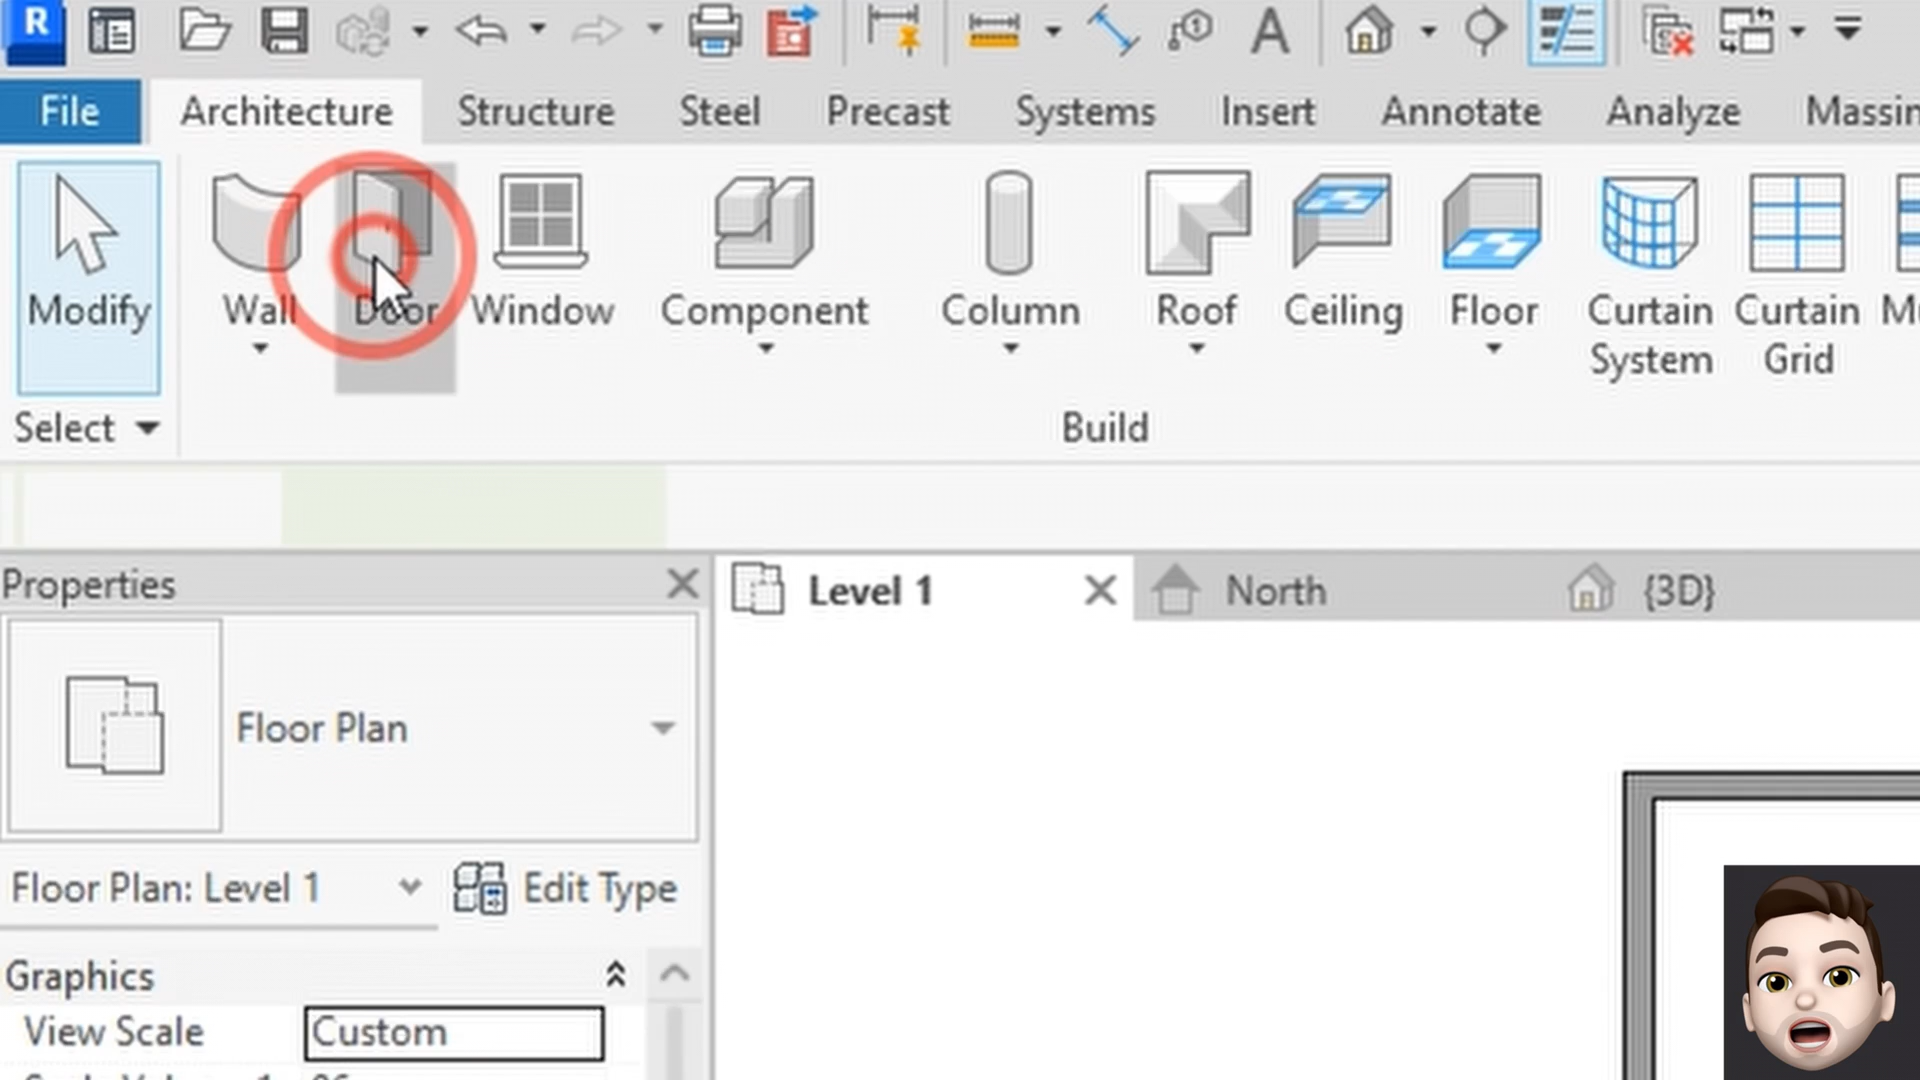 R
A
File Architecture Structure Steel Precast Systems Insert Annotate Analyze
Modify Wall Door Window Component Column Roof Ceiling Floor Curtain System Curtain Grid
Select Build
Properties
Level 1 North {3D}
Floor Plan
Floor Plan: Level 1 Edit Type
Graphics
View Scale Custom